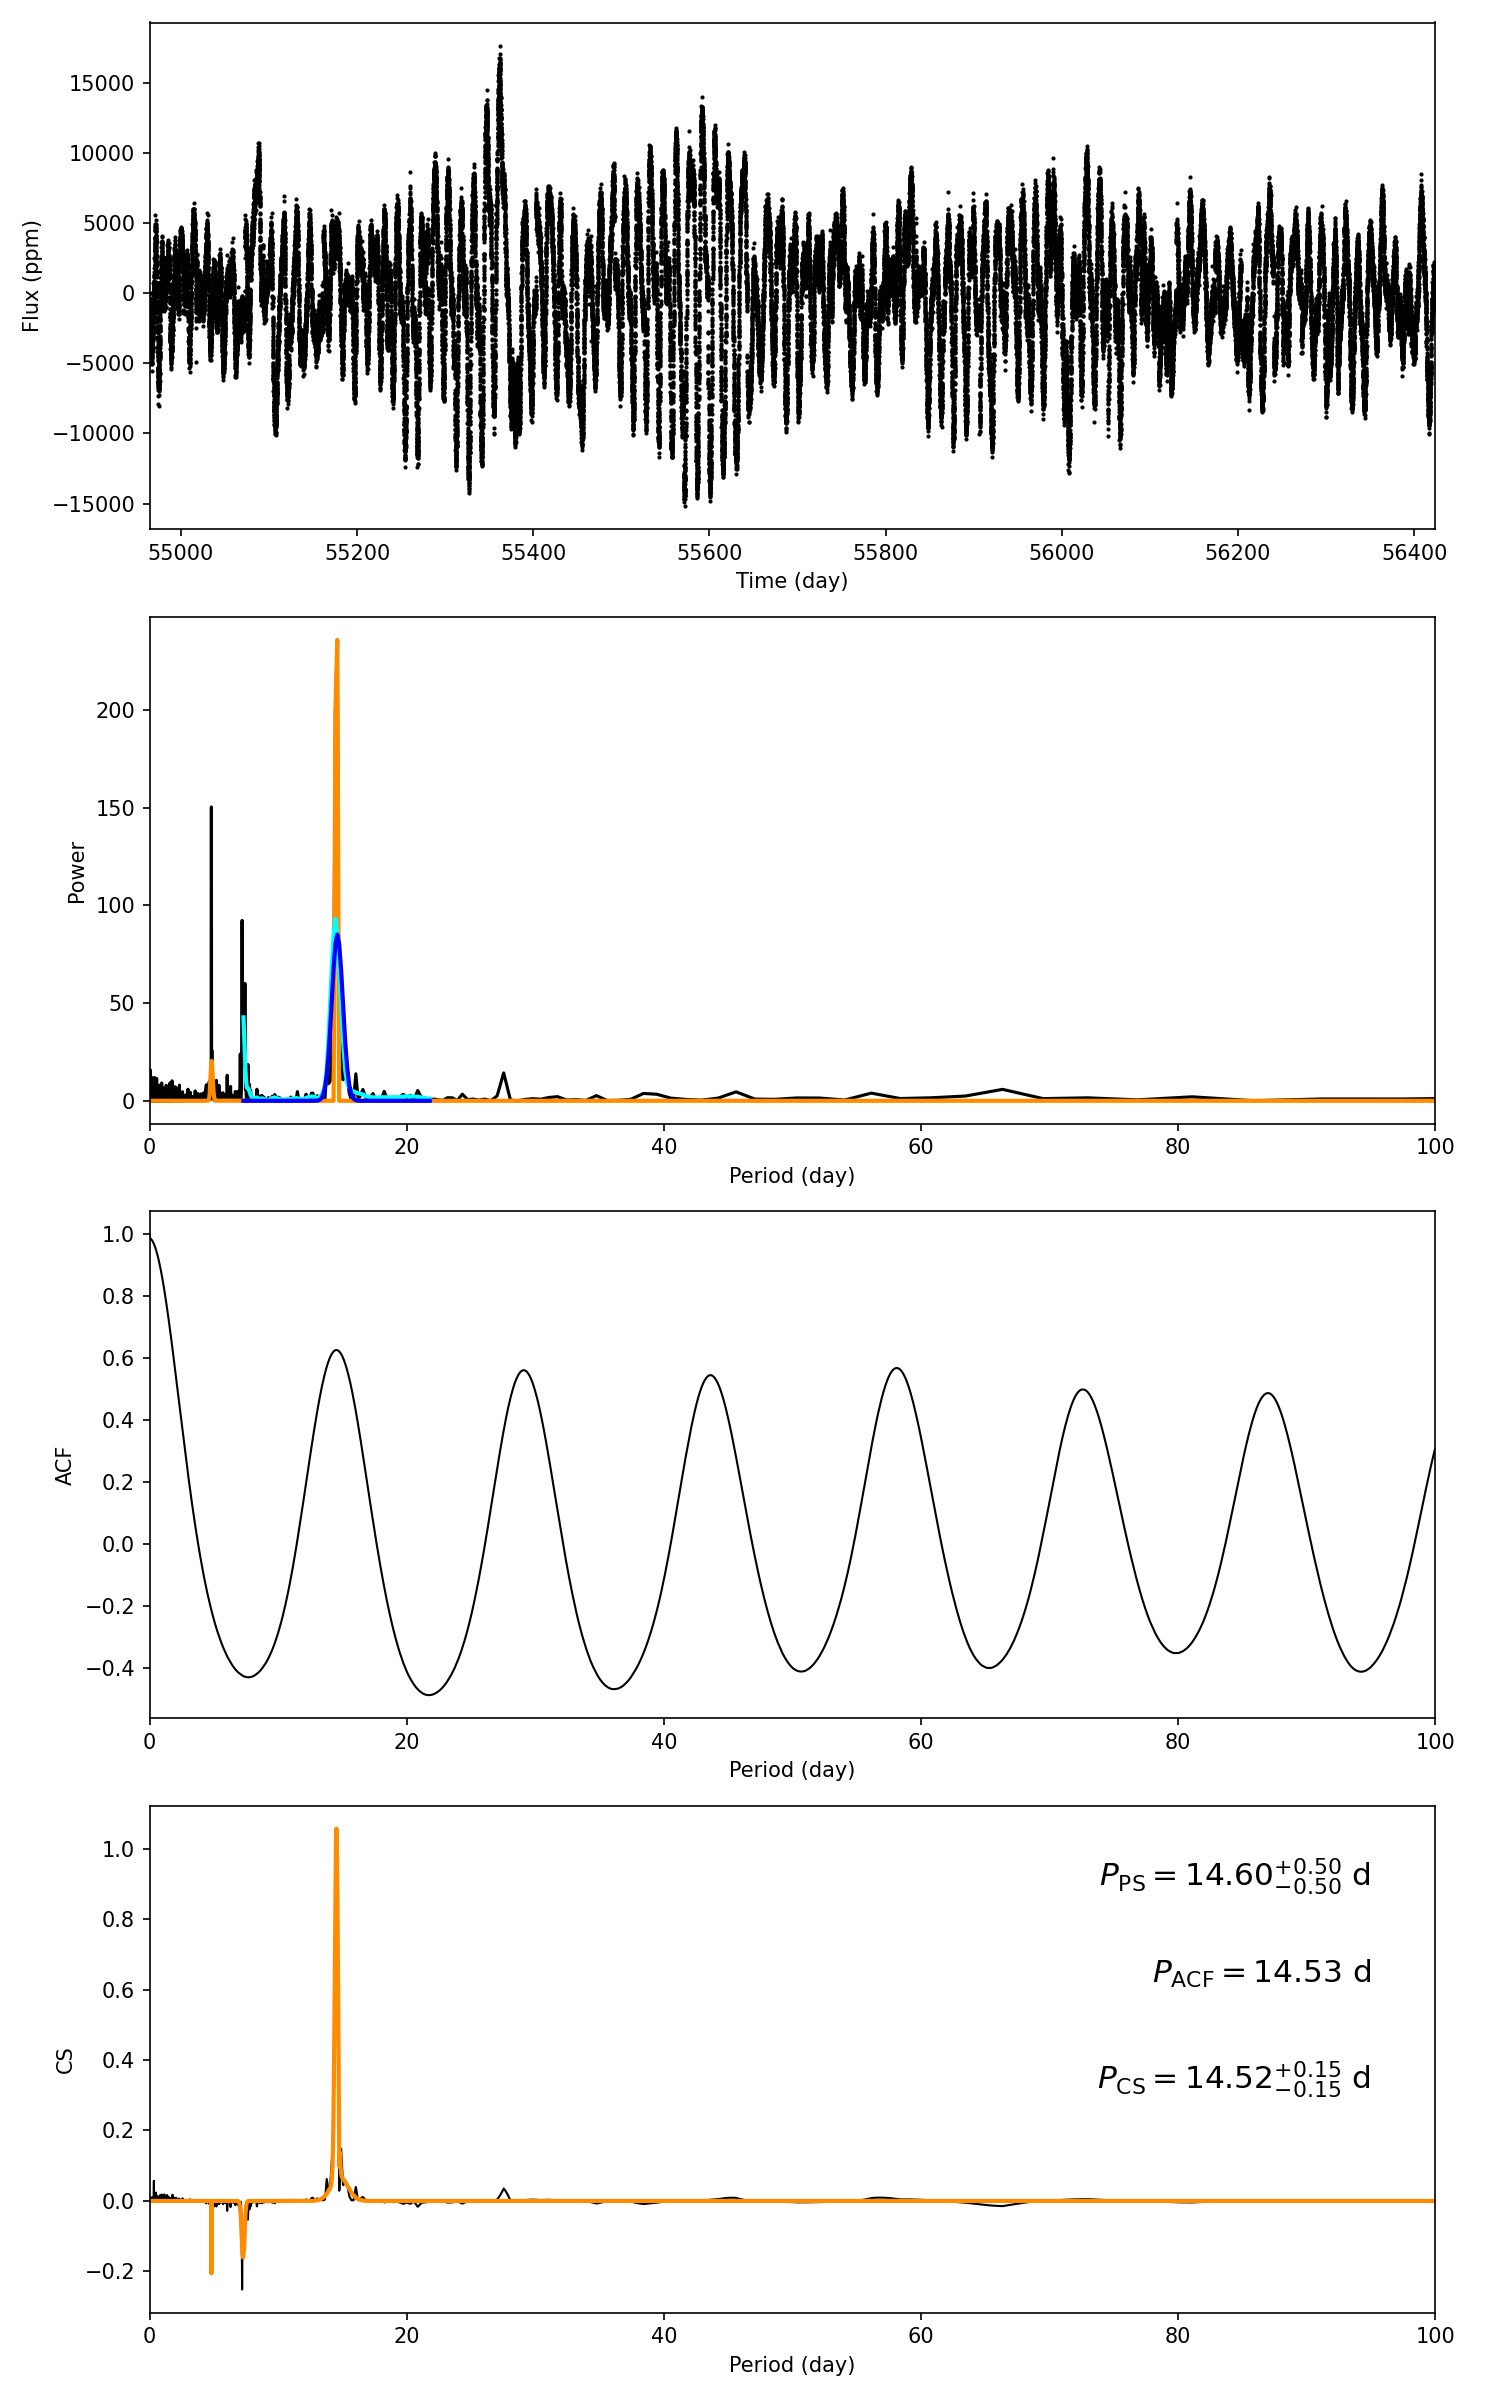 15000
10000
5000
0
−5000
−10000
−15000
Flux (ppm)
55000 55200 55400 55600 55800 56000 56200 56400
Time (day)
200
150
100
50
0
Power
0 20 40 60 80 100
Period (day)
1.0
0.8
0.6
0.4
0.2
0.0
−0.2
−0.4
ACF
0 20 40 60 80 100
Period (day)
1.0
0.8
0.6
0.4
0.2
0.0
−0.2
CS
P_PS = 14.60^{+0.50}_{−0.50} d
P_ACF = 14.53 d
P_CS = 14.52^{+0.15}_{−0.15} d
0 20 40 60 80 100
Period (day)